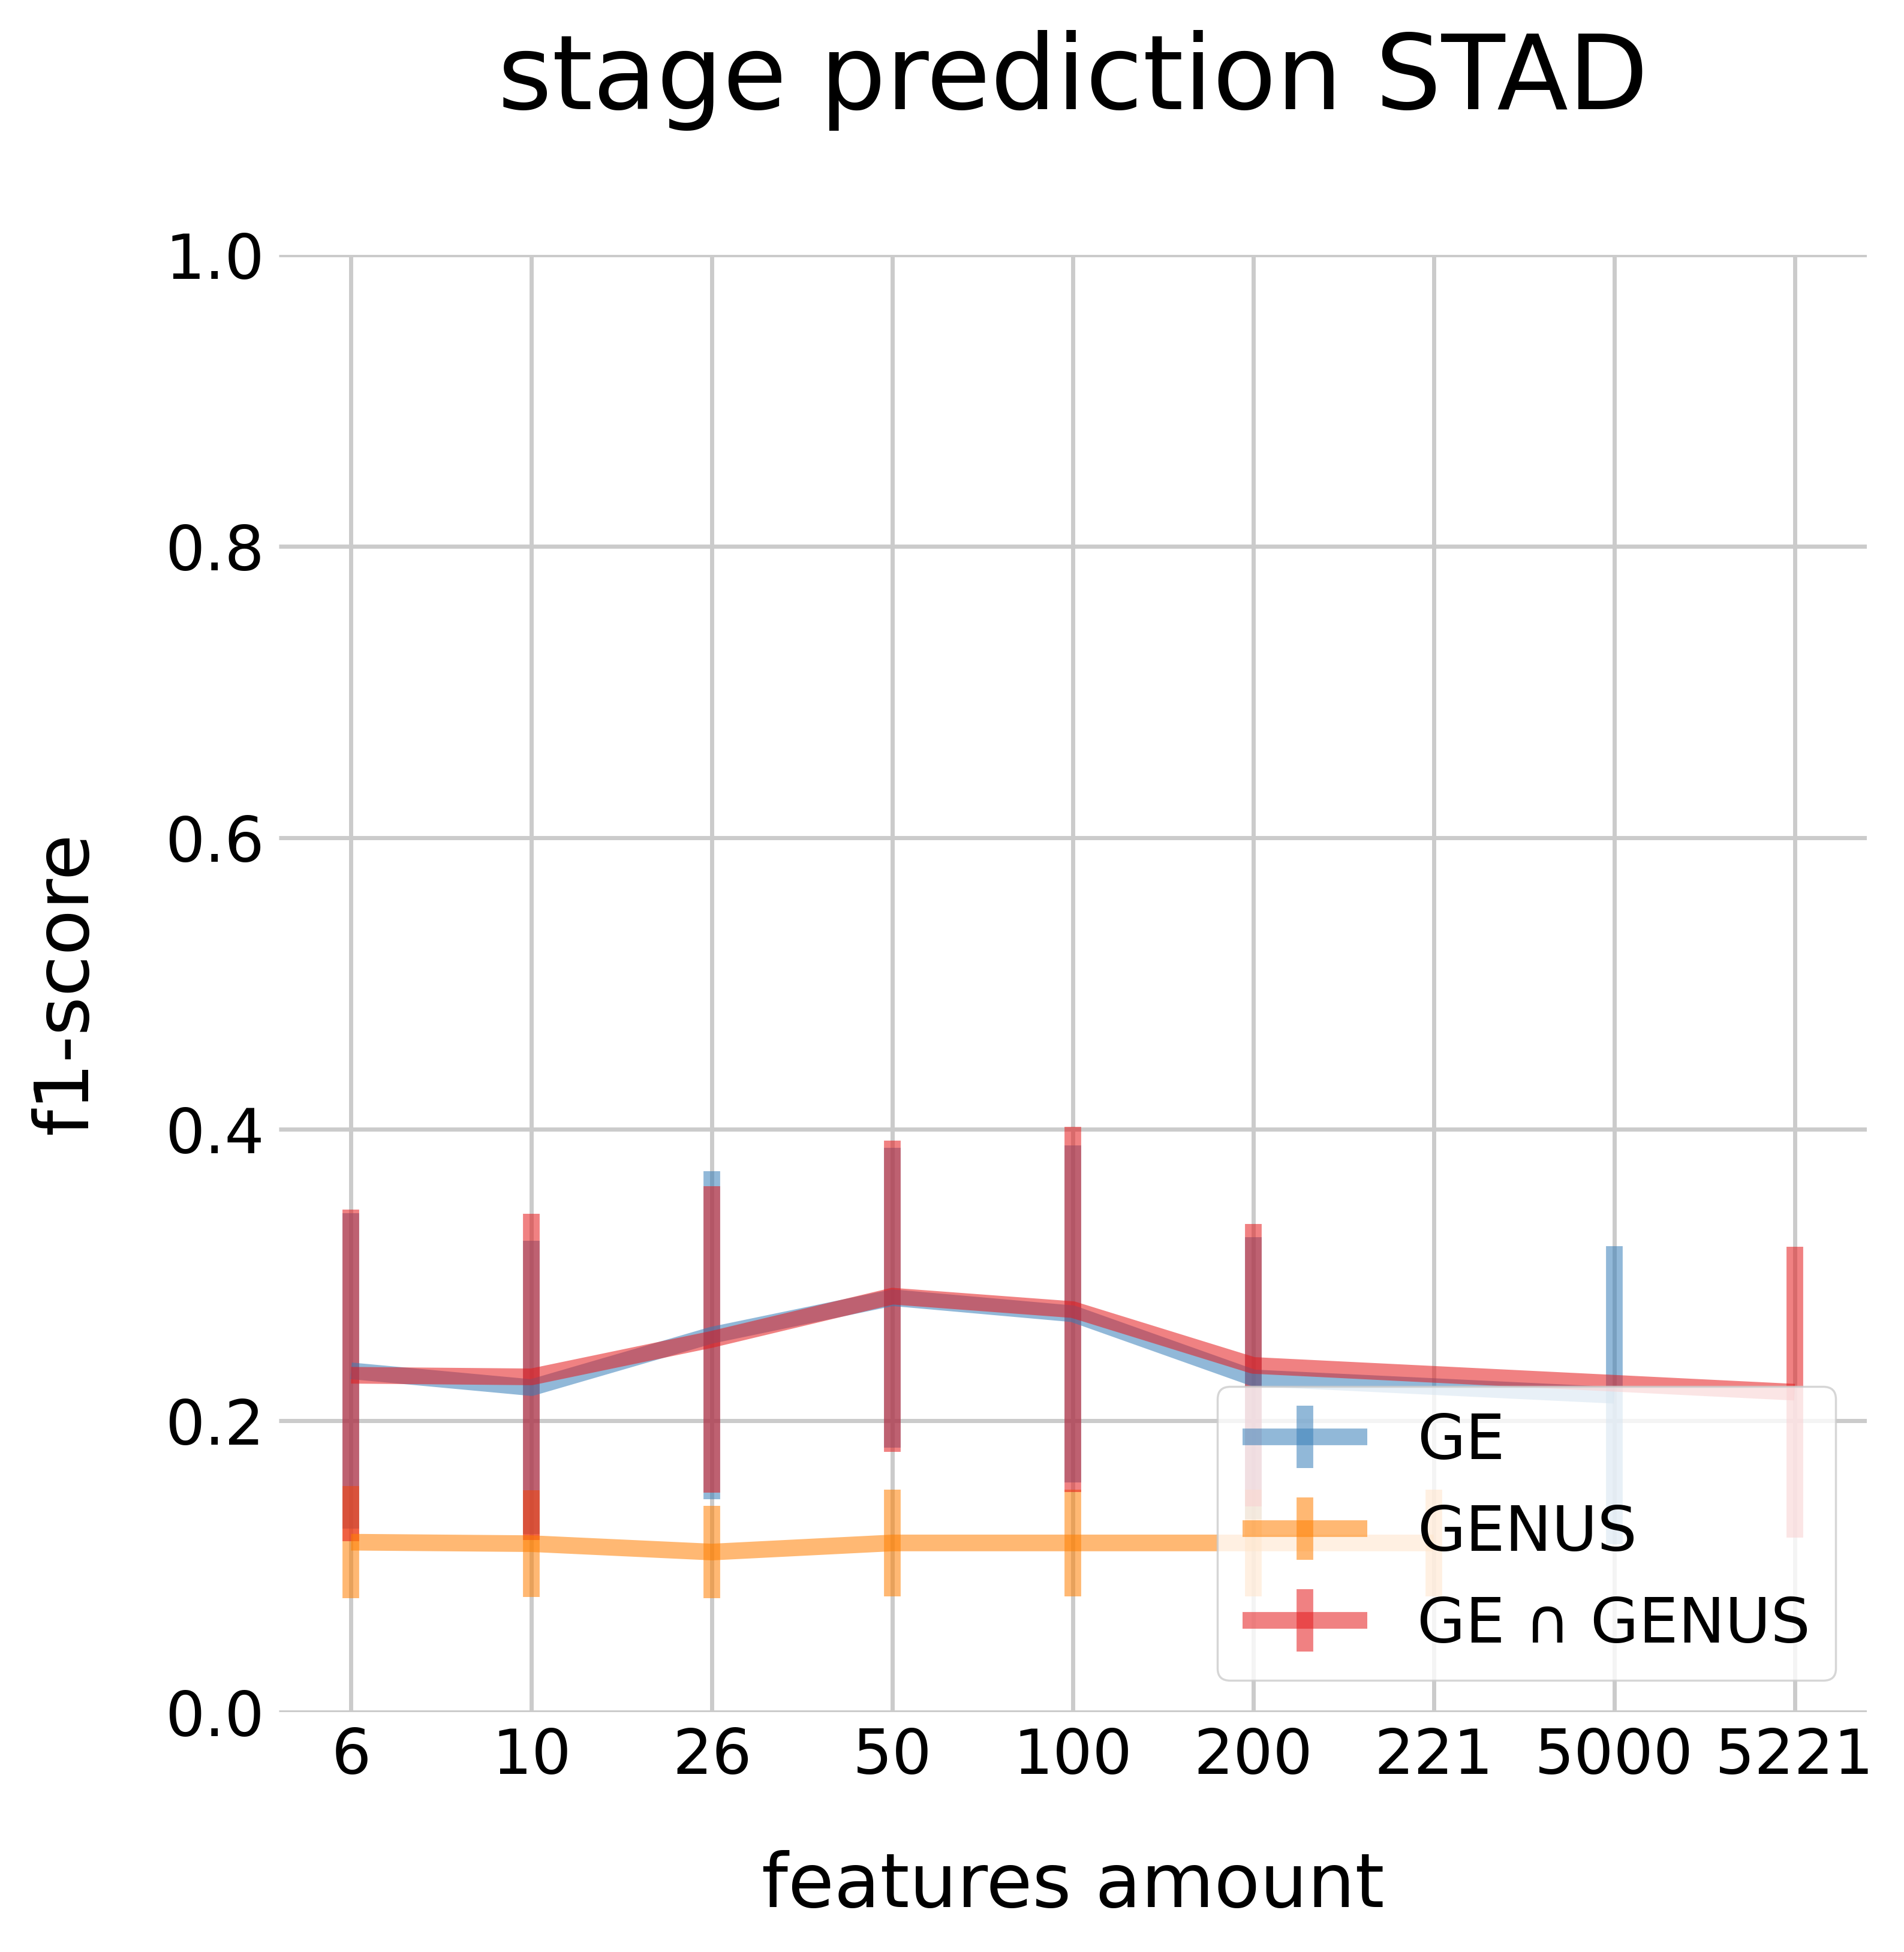 stage prediction STAD
1.0
0.8
0.6
0.4
0.2
0.0
f1-score
GE
GENUS
GE ∩ GENUS
6 10 26 50 100 200 221 5000 5221
features amount